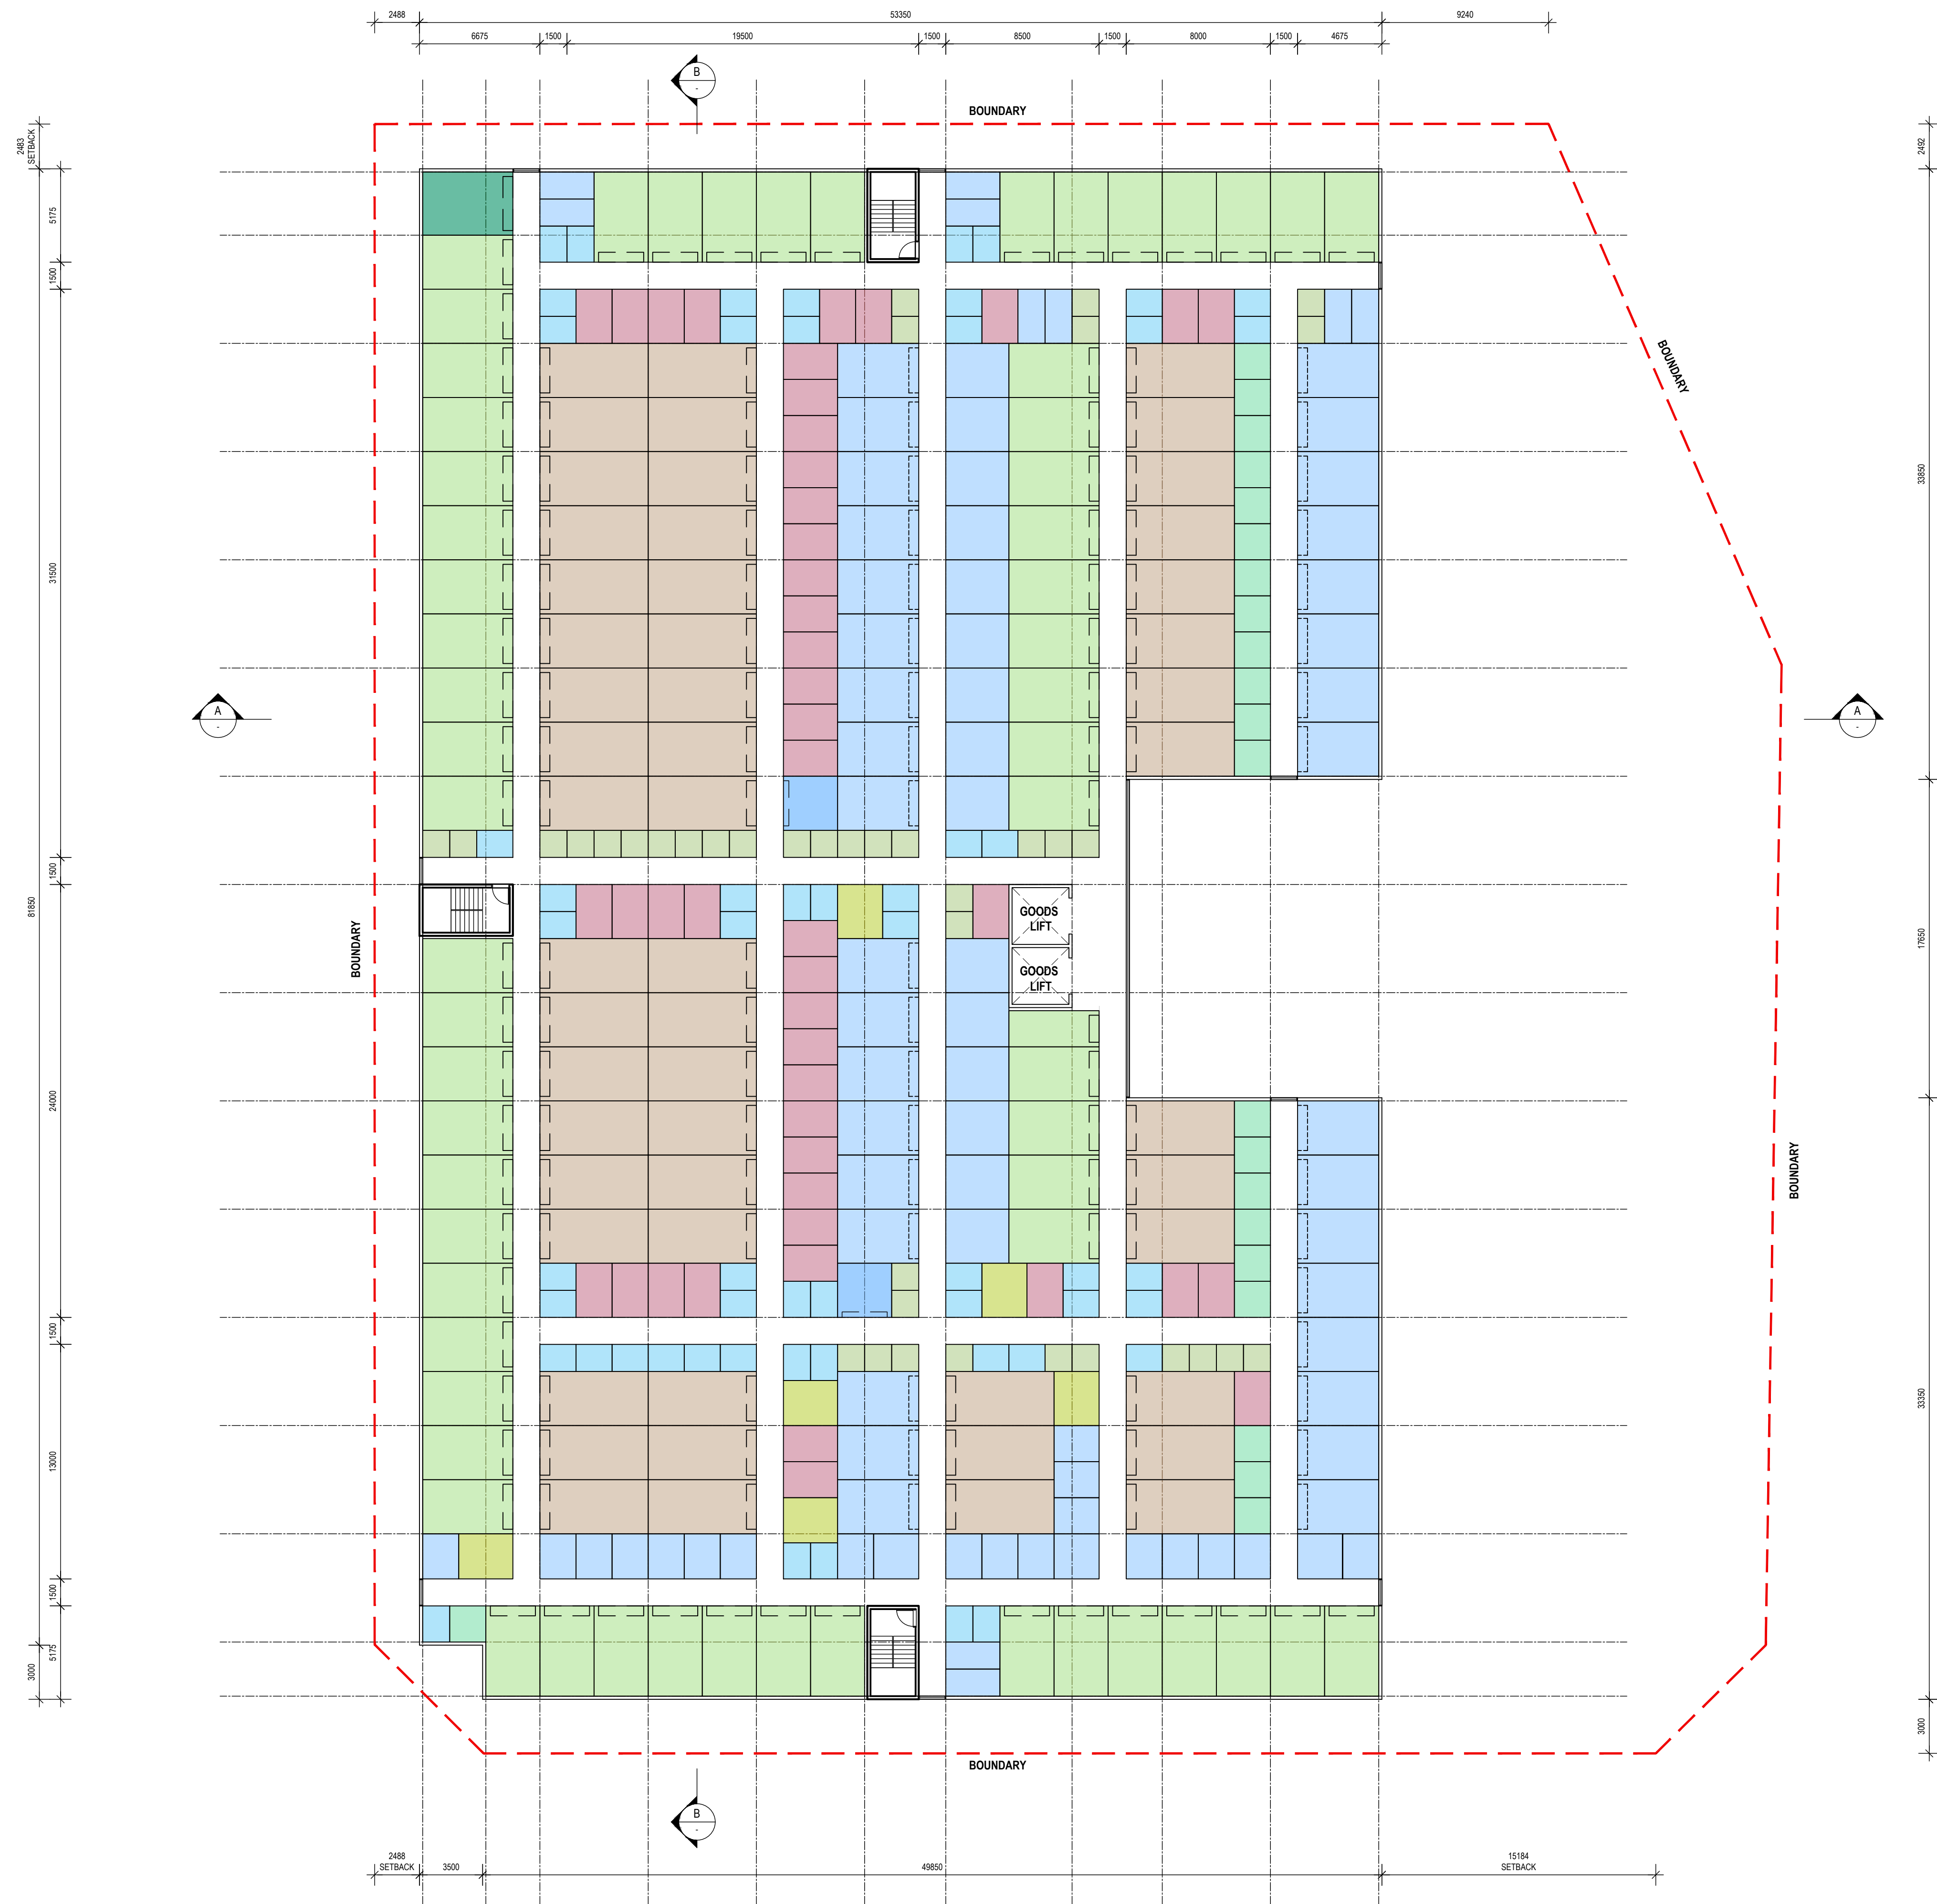 2488
53350
9240
6675
1500
19500
1500
8500
1500
8000
1500
4675
B
-
BOUNDARY
2483
SETBACK
2492
5175
1500
BOUNDARY
33850
31500
A
-
A
-
1500
81850
GOODS
LIFT
GOODS
LIFT
BOUNDARY
17650
24000
BOUNDARY
1500
33350
13000
1500
5175
3000
3000
BOUNDARY
B
-
2488
SETBACK
3500
49850
15184
SETBACK